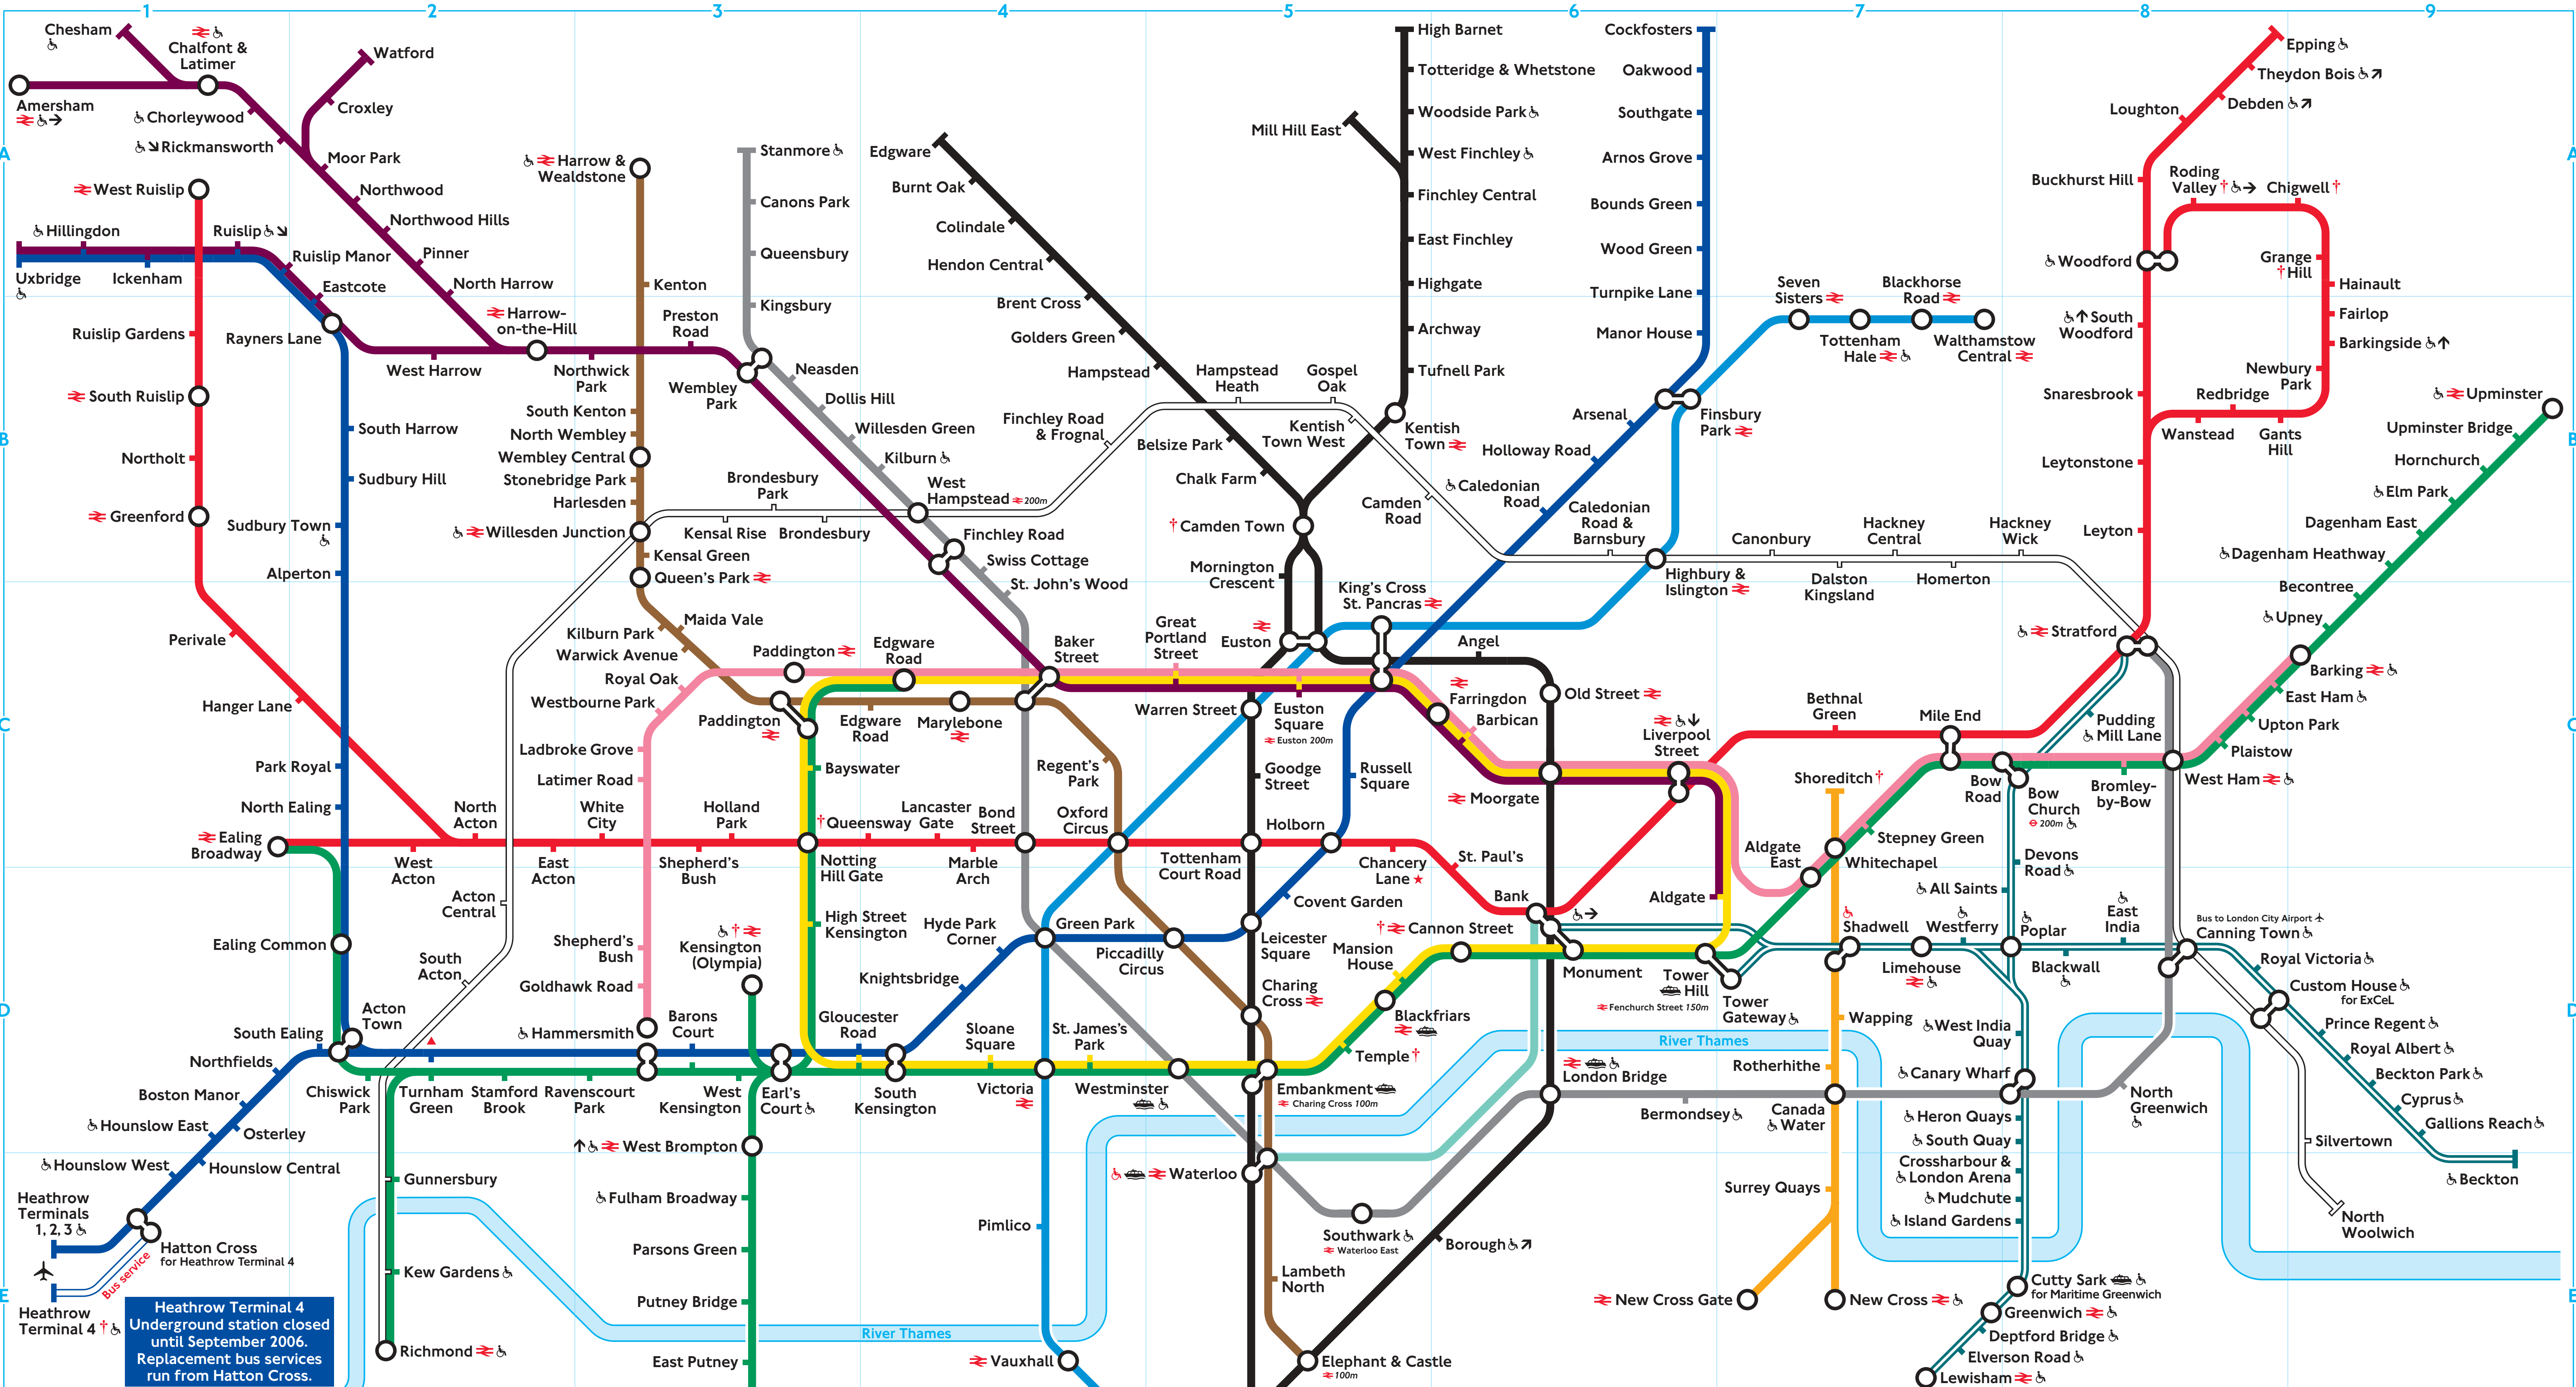 1 2 3 4 5 6 7 8 9
A
B
C
D
E
A
B
C
D
E
Chesham
Chalfont &
Latimer
Watford
Amersham
Croxley
Chorleywood
Rickmansworth
Moor Park
Northwood
Northwood Hills
Pinner
North Harrow
Harrow-
on-the-Hill
West Ruislip
Hillingdon
Ruislip
Ruislip Manor
Eastcote
Uxbridge
Ickenham
Ruislip Gardens
Rayners Lane
West Harrow
Northwick
Park
Preston
Road
Wembley
Park
South Ruislip
Northolt
Greenford
South Harrow
Sudbury Hill
Sudbury Town
Alperton
Perivale
Hanger Lane
Park Royal
North Ealing
Ealing
Broadway
Ealing Common
Harrow &
Wealdstone
Kenton
South Kenton
North Wembley
Wembley Central
Stonebridge Park
Harlesden
Willesden Junction
Kensal Green
Queen's Park
Kilburn Park
Maida Vale
Warwick Avenue
Royal Oak
Westbourne Park
Ladbroke Grove
Latimer Road
Stanmore
Canons Park
Queensbury
Kingsbury
Neasden
Dollis Hill
Willesden Green
Kilburn
West
Hampstead
200m
Finchley Road
Swiss Cottage
St. John's Wood
Brondesbury
Park
Kensal Rise
Brondesbury
Finchley Road
& Frognal
Hampstead
Heath
Gospel
Oak
Kentish
Town West
Camden
Road
Caledonian
Road &
Barnsbury
Canonbury
Dalston
Kingsland
Hackney
Central
Homerton
Hackney
Wick
Edgware
Burnt Oak
Colindale
Hendon Central
Brent Cross
Golders Green
Hampstead
Belsize Park
Chalk Farm
Camden Town
Mornington
Crescent
Euston
Mill Hill East
High Barnet
Totteridge & Whetstone
Woodside Park
West Finchley
Finchley Central
East Finchley
Highgate
Archway
Tufnell Park
Kentish
Town
Cockfosters
Oakwood
Southgate
Arnos Grove
Bounds Green
Wood Green
Turnpike Lane
Manor House
Arsenal
Finsbury
Park
Holloway Road
Caledonian
Road
Highbury &
Islington
Seven
Sisters
Tottenham
Hale
Blackhorse
Road
Walthamstow
Central
Epping
Theydon Bois
Debden
Loughton
Buckhurst Hill
Roding
Valley
Chigwell
Woodford
Grange
Hill
Hainault
Fairlop
Barkingside
Newbury
Park
South
Woodford
Snaresbrook
Redbridge
Wanstead
Gants
Hill
Leytonstone
Leyton
Stratford
Upminster
Upminster Bridge
Hornchurch
Elm Park
Dagenham East
Dagenham Heathway
Becontree
Upney
Barking
East Ham
Upton Park
Plaistow
West Ham
Bromley-
by-Bow
Bow
Road
Bow
Church
200m
Pudding
Mill Lane
Mile End
Bethnal
Green
Stepney Green
Whitechapel
Aldgate
East
Shoreditch
Liverpool
Street
Moorgate
Old Street
Angel
King's Cross
St. Pancras
Farringdon
Barbican
Great
Portland
Street
Baker
Street
Edgware
Road
Paddington
Paddington
Edgware
Road
Marylebone
Regent's
Park
Warren Street
Euston
Square
Euston 200m
Goodge
Street
Russell
Square
Bayswater
North
Acton
West
Acton
East
Acton
White
City
Shepherd's
Bush
Holland
Park
Notting
Hill Gate
Queensway
Lancaster
Gate
Marble
Arch
Bond
Street
Oxford
Circus
Tottenham
Court Road
Holborn
Chancery
Lane
St. Paul's
Bank
Aldgate
Acton
Central
South
Acton
Shepherd's
Bush
Goldhawk Road
Hammersmith
Kensington
(Olympia)
High Street
Kensington
Hyde Park
Corner
Knightsbridge
Green Park
Piccadilly
Circus
Leicester
Square
Covent Garden
Charing
Cross
Mansion
House
Cannon Street
Blackfriars
Temple
Monument
Tower
Hill
Fenchurch Street 150m
Tower
Gateway
Shadwell
Limehouse
Westferry
Poplar
All Saints
Devons
Road
Blackwall
East
India
Bus to London City Airport
Canning Town
Royal Victoria
Custom House
for ExCeL
Prince Regent
Royal Albert
Beckton Park
Cyprus
Gallions Reach
Beckton
Silvertown
North
Woolwich
Acton
Town
South Ealing
Northfields
Boston Manor
Osterley
Hounslow East
Hounslow Central
Hounslow West
Heathrow
Terminals
1, 2, 3
Hatton Cross
for Heathrow Terminal 4
Bus service
Heathrow
Terminal 4
Heathrow Terminal 4
Underground station closed
until September 2006.
Replacement bus services
run from Hatton Cross.
Chiswick
Park
Turnham
Green
Stamford
Brook
Ravenscourt
Park
Barons
Court
West
Kensington
Earl's
Court
Gloucester
Road
South
Kensington
Sloane
Square
Victoria
St. James's
Park
Westminster
Embankment
Charing Cross 100m
Waterloo
Southwark
Waterloo East
London Bridge
Bermondsey
Canada
Water
Wapping
Rotherhithe
Surrey Quays
New Cross Gate
New Cross
West India
Quay
Canary Wharf
Heron Quays
South Quay
Crossharbour &
London Arena
Mudchute
Island Gardens
Cutty Sark
for Maritime Greenwich
Greenwich
Deptford Bridge
Elverson Road
Lewisham
North
Greenwich
River Thames
River Thames
Gunnersbury
Kew Gardens
Richmond
West Brompton
Fulham Broadway
Parsons Green
Putney Bridge
East Putney
Pimlico
Vauxhall
Lambeth
North
Elephant & Castle
100m
Borough